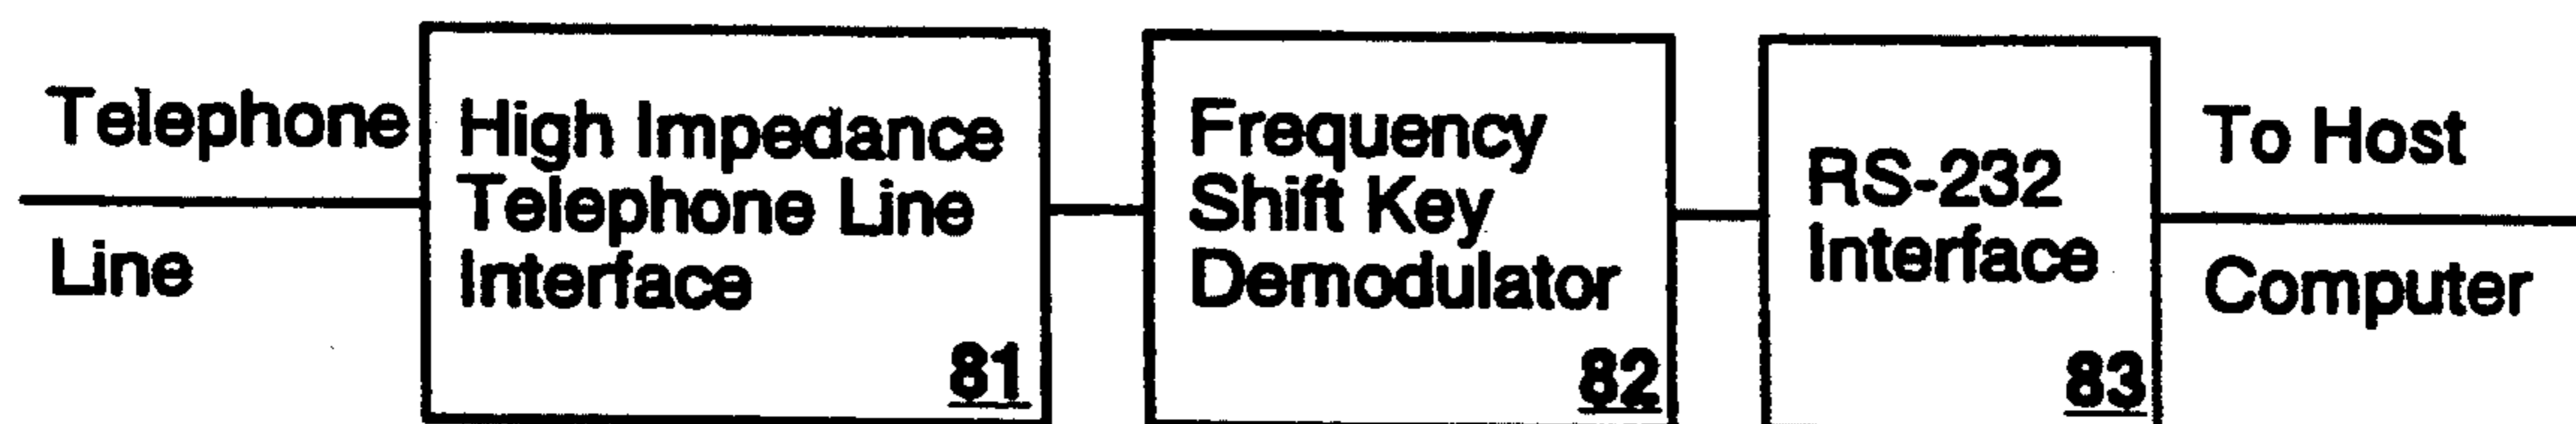 Telephone
Line
High Impedance
Telephone Line
Interface
81
Frequency
Shift Key
Demodulator
82
RS-232
Interface
83
To Host
Computer